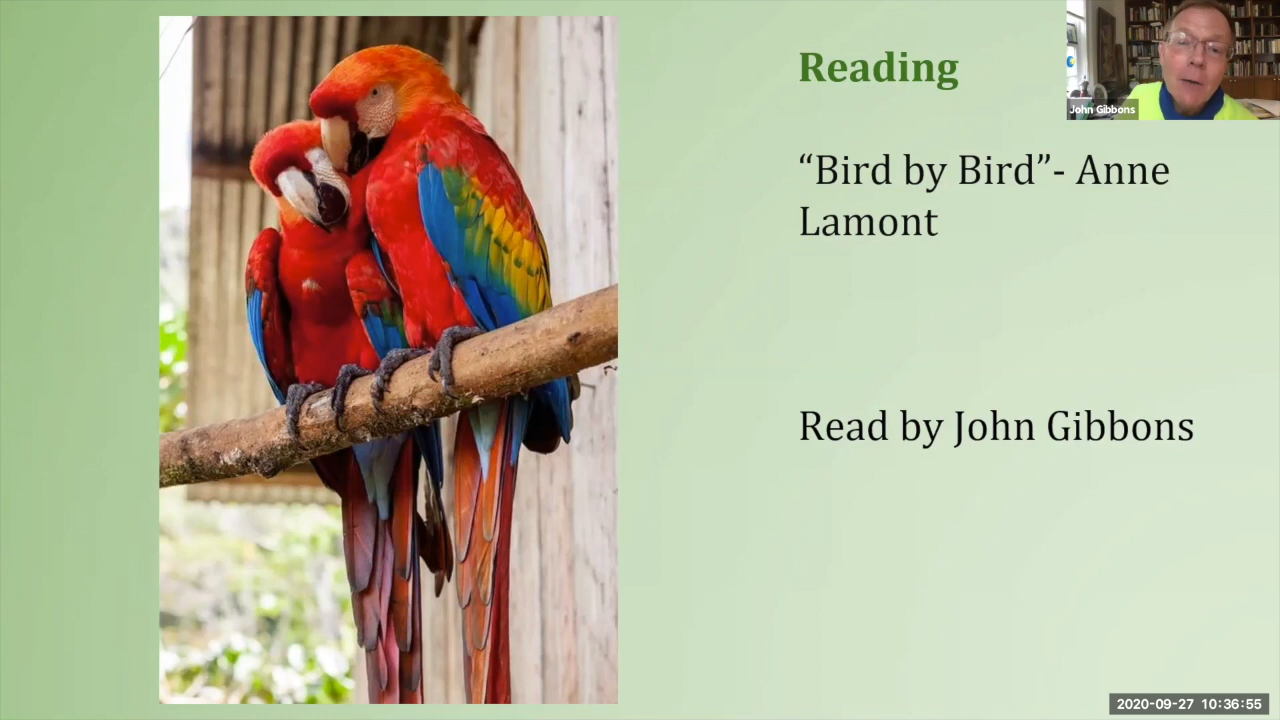 Reading
John Gibbons
“Bird by Bird”- Anne
Lamont
Read by John Gibbons
2020-09-27 10:36:55